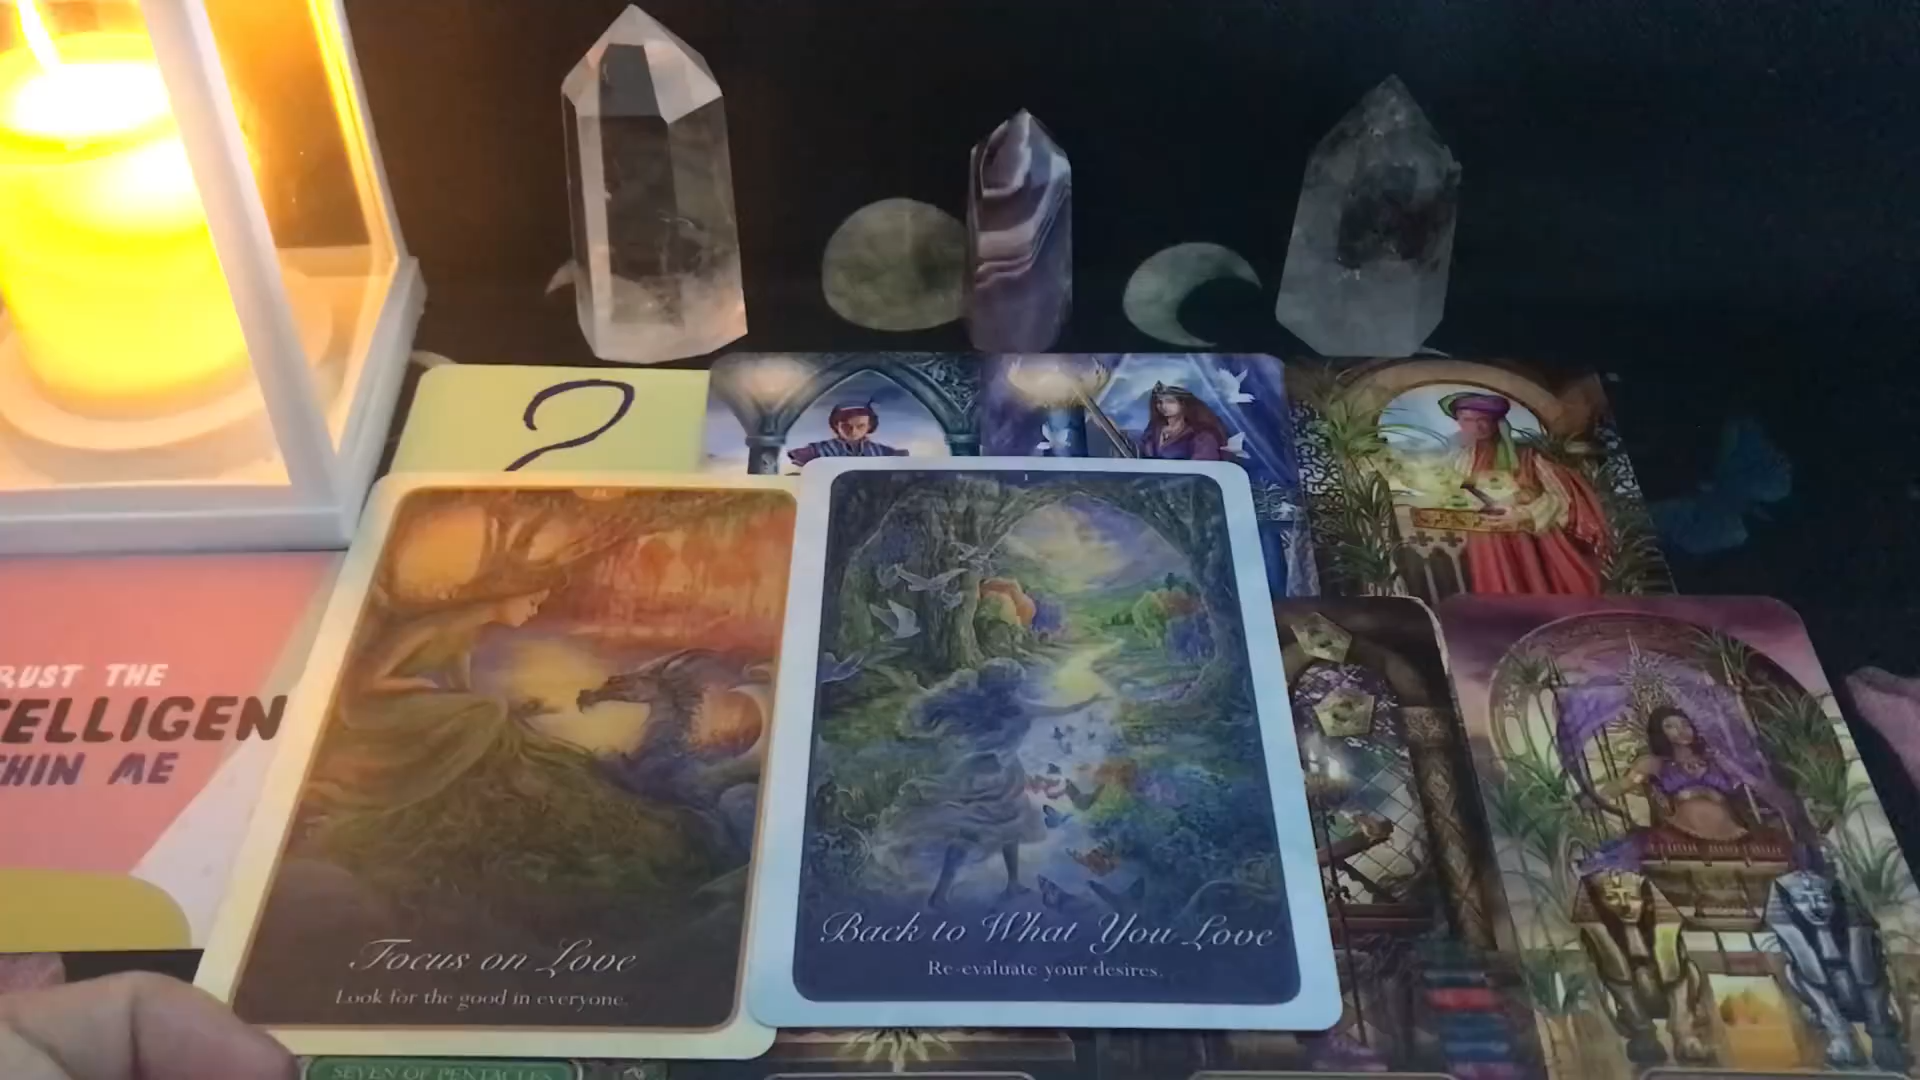 ?
RUST THE
TELLIGEN
THIN ME
Focus on Love
Look for the good in everyone.
I
Back to What You Love
Re-evaluate your desires.
SEVEN OF PENTACLES